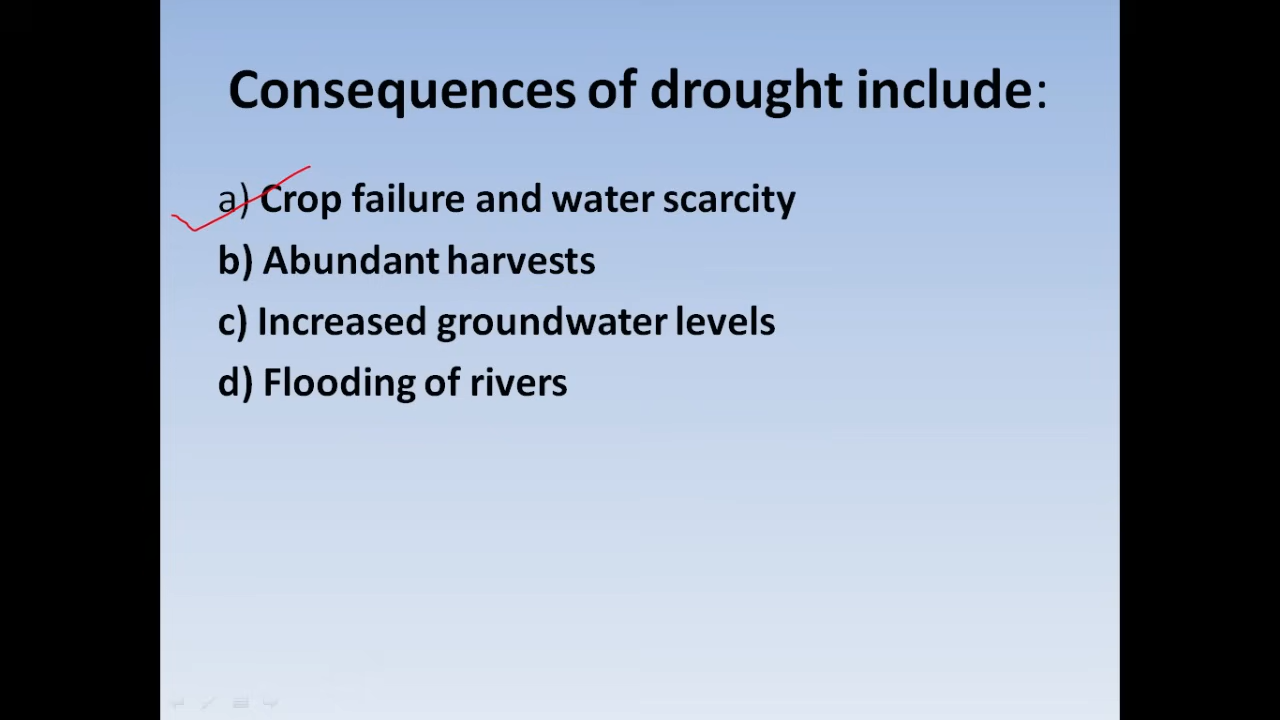 Consequences of drought include:
a) Crop failure and water scarcity
b) Abundant harvests
c) Increased groundwater levels
d) Flooding of rivers